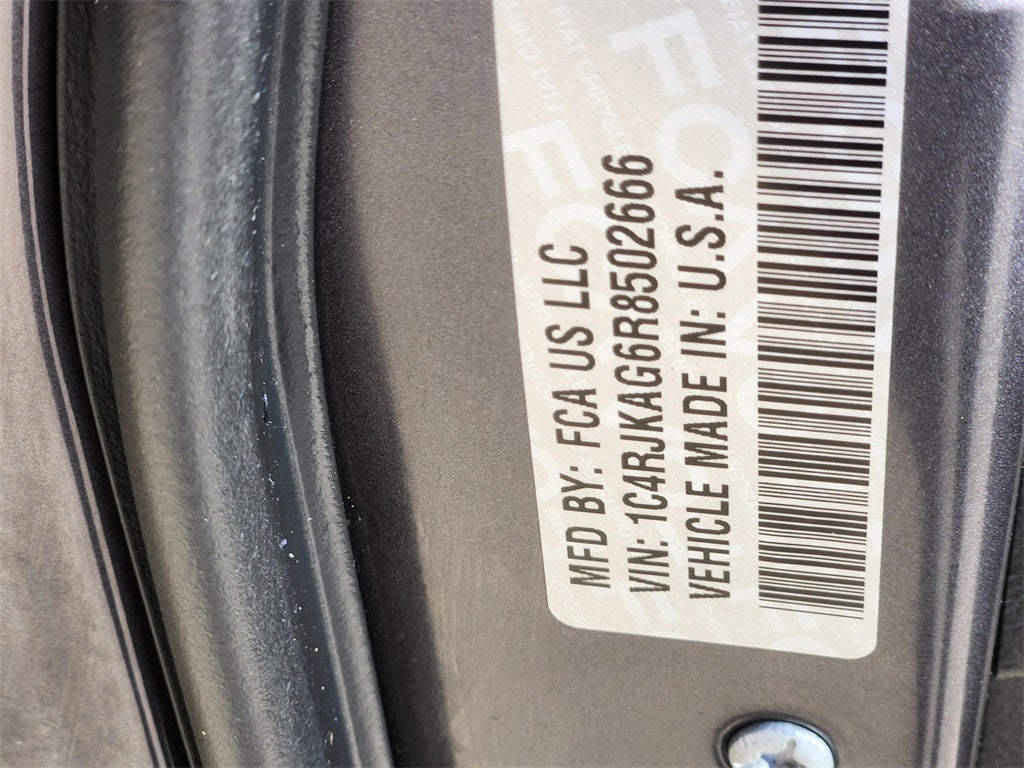 MFD BY: FCA US LLC
VIN: 1C4RJKAG6R8502666
VEHICLE MADE IN: U.S.A.